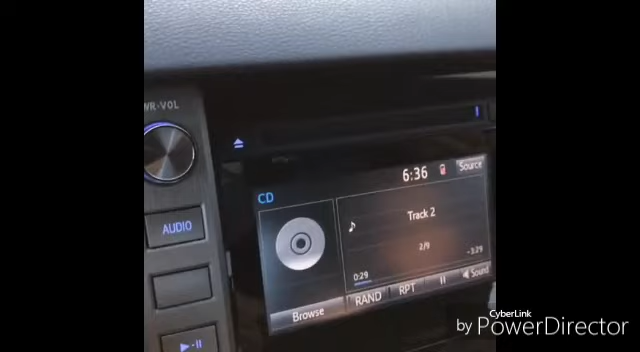 WR-VOL
AUDIO
6:36
Source
CD
Track 2
2/9
0:29
-3:29
Browse
RAND
RPT
Sound
CyberLink
by PowerDirector